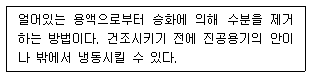 얼어있는 용액으로부터 승화에 의해 수분을 제거
하는 방법이다. 건조시키기 전에 진공용기의 안이
나 밖에서 냉동시킬 수 있다.